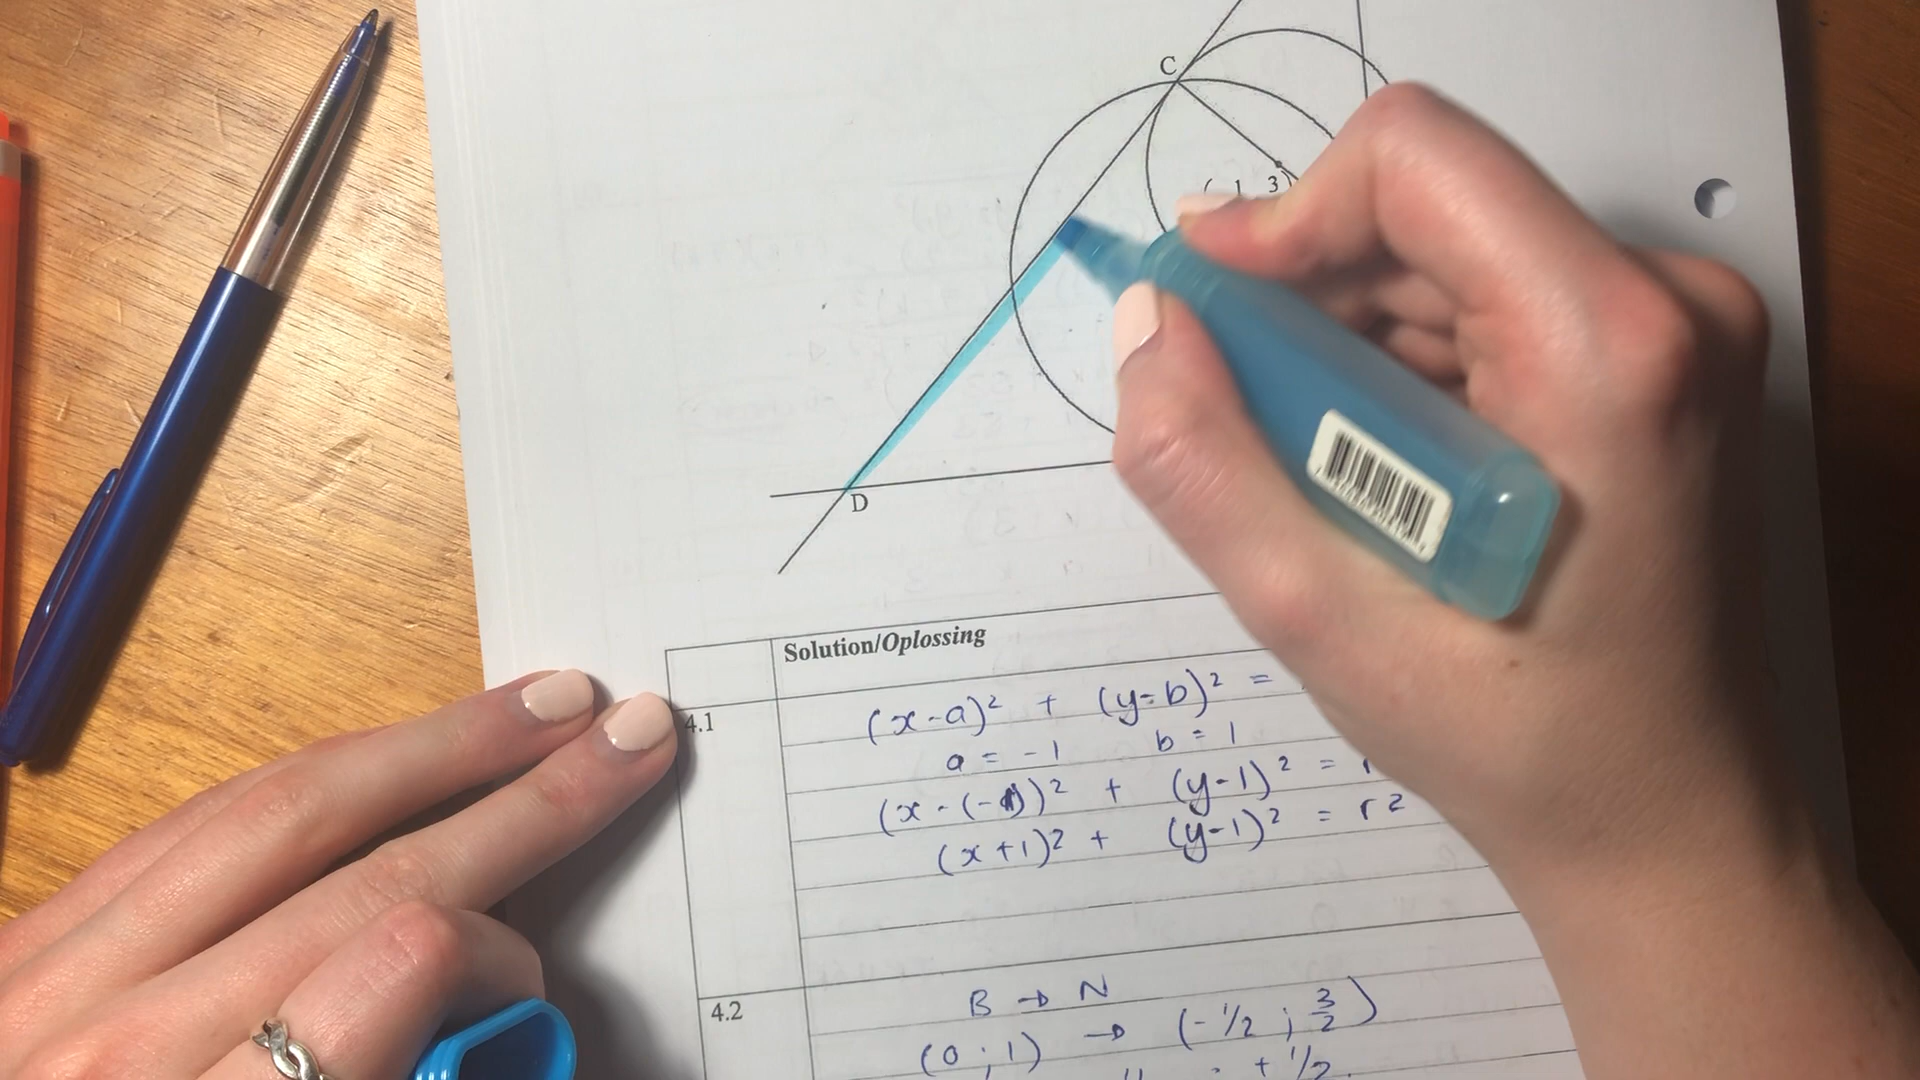 C
3)
D
Solution/Oplossing
4.1
(x-a)² + (y-b)² =
a = -1 b = 1
(x-(-1))² + (y-1)² =
(x+1)² + (y-1)² = r²
4.2
B → N
(0 ; 1) → (-1/2 ; 3/2)
+ 1/2